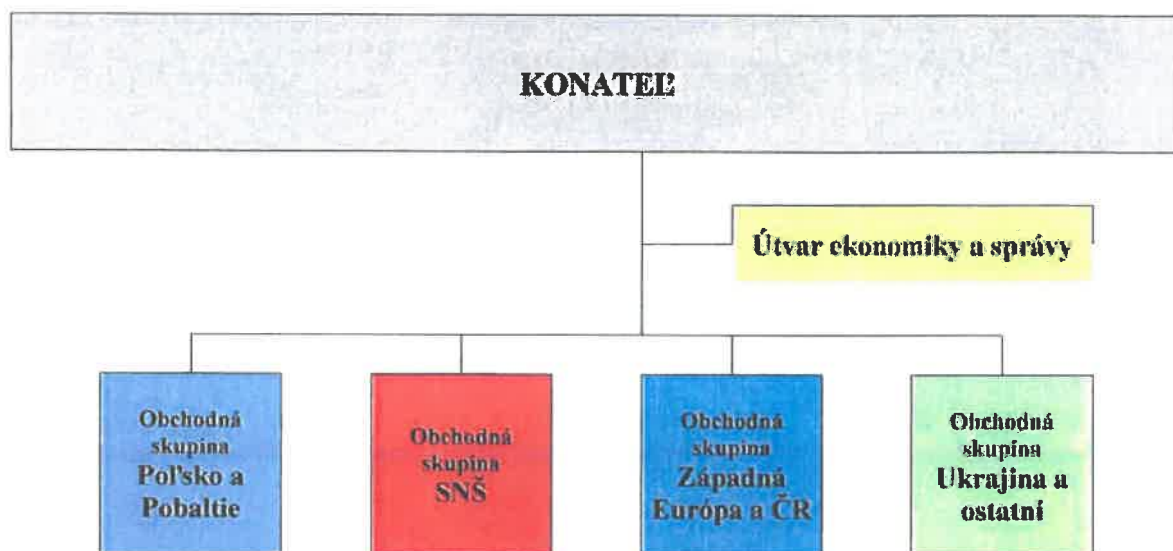 KONATEĽ
Útvar ekonomiky a správy
Obchodná
skupina
Poľsko a
Pobaltie
Obchodná
skupina
SNŠ
Obchodná
skupina
Západná
Európa a ČR
Obchodná
skupina
Ukrajina a
ostatní